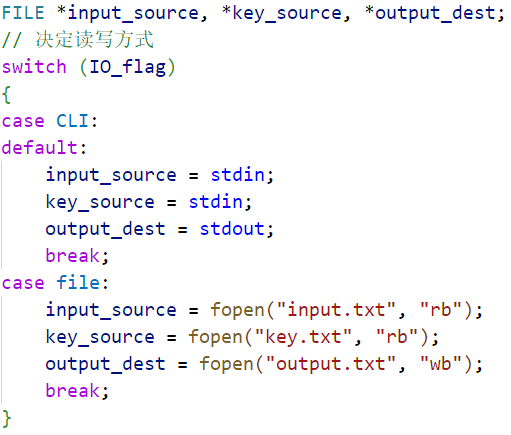 FILE *input_source, *key_source, *output_dest;
// 决定读写方式
switch (IO_flag)
{
case CLI:
default:
    input_source = stdin;
    key_source = stdin;
    output_dest = stdout;
    break;
case file:
    input_source = fopen("input.txt", "rb");
    key_source = fopen("key.txt", "rb");
    output_dest = fopen("output.txt", "wb");
    break;
}